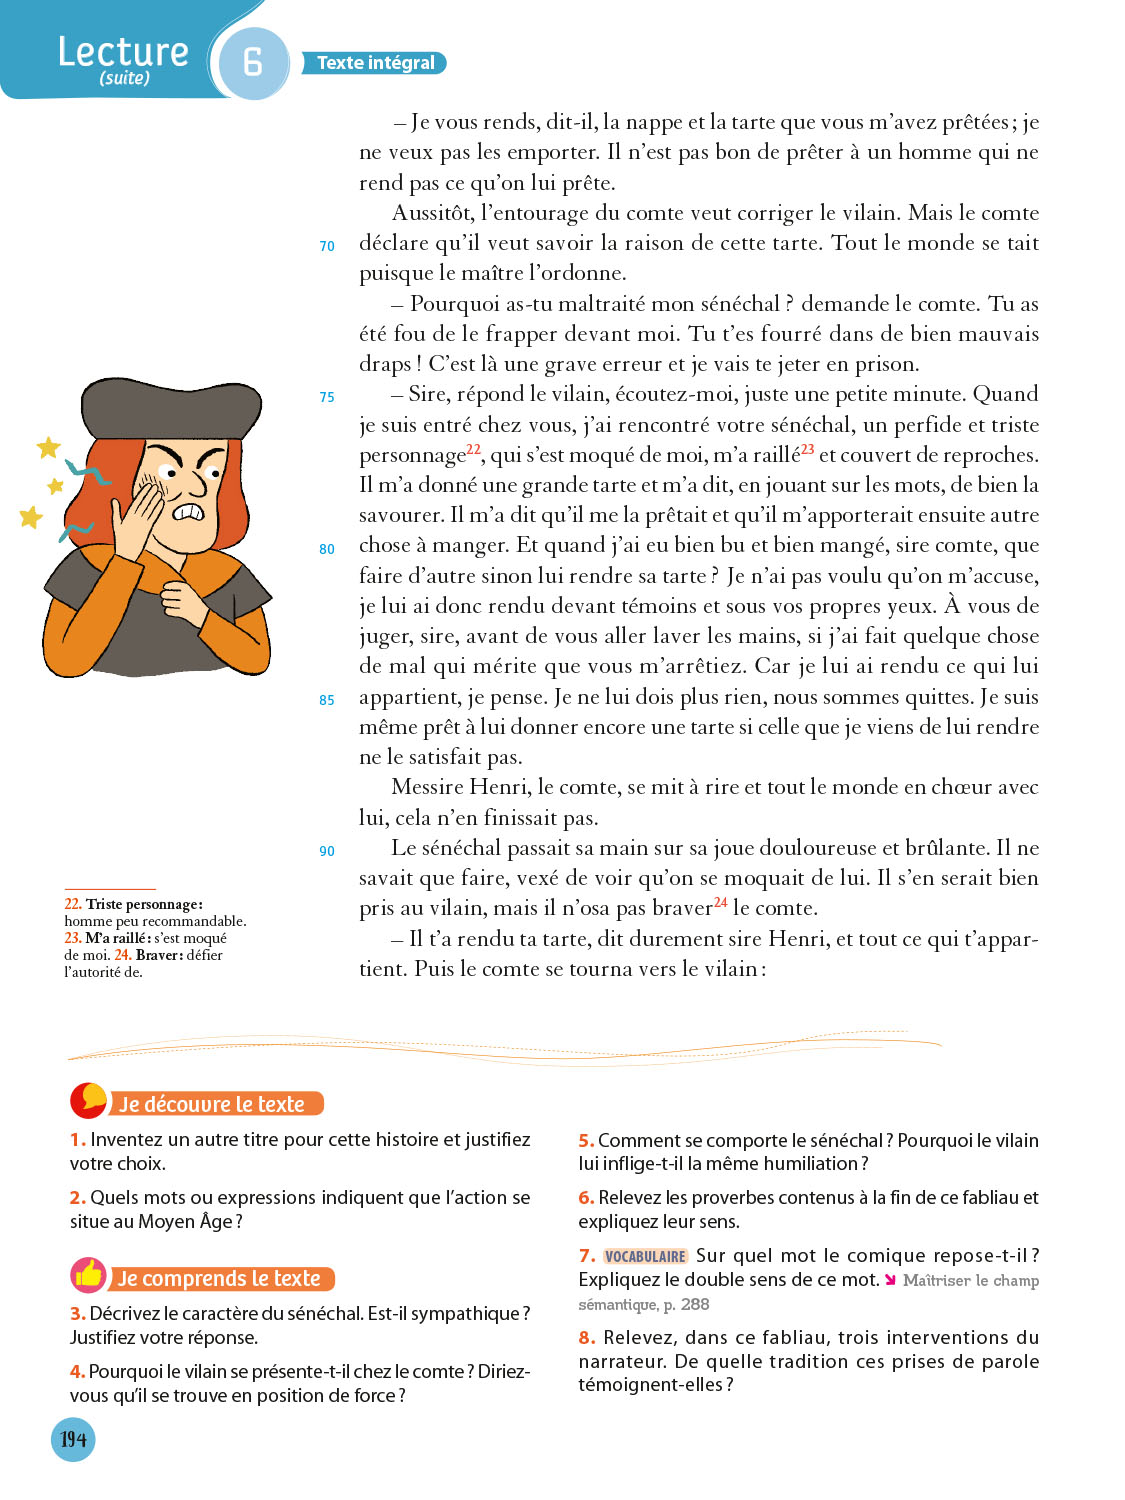 Lecture
(suite)
6
Texte intégral
– Je vous rends, dit-il, la nappe et la tarte que vous m’avez prêtées ; je
ne veux pas les emporter. Il n’est pas bon de prêter à un homme qui ne
rend pas ce qu’on lui prête.
Aussitôt, l’entourage du comte veut corriger le vilain. Mais le comte
70 déclare qu’il veut savoir la raison de cette tarte. Tout le monde se tait
puisque le maître l’ordonne.
– Pourquoi as-tu maltraité mon sénéchal ? demande le comte. Tu as
été fou de le frapper devant moi. Tu t’es fourré dans de bien mauvais
draps ! C’est là une grave erreur et je vais te jeter en prison.
75 – Sire, répond le vilain, écoutez-moi, juste une petite minute. Quand
je suis entré chez vous, j’ai rencontré votre sénéchal, un perfide et triste
personnage22, qui s’est moqué de moi, m’a raillé23 et couvert de reproches.
Il m’a donné une grande tarte et m’a dit, en jouant sur les mots, de bien la
savourer. Il m’a dit qu’il me la prêtait et qu’il m’apporterait ensuite autre
80 chose à manger. Et quand j’ai eu bien bu et bien mangé, sire comte, que
faire d’autre sinon lui rendre sa tarte ? Je n’ai pas voulu qu’on m’accuse,
je lui ai donc rendu devant témoins et sous vos propres yeux. À vous de
juger, sire, avant de vous aller laver les mains, si j’ai fait quelque chose
de mal qui mérite que vous m’arrêtiez. Car je lui ai rendu ce qui lui
85 appartient, je pense. Je ne lui dois plus rien, nous sommes quittes. Je suis
même prêt à lui donner encore une tarte si celle que je viens de lui rendre
ne le satisfait pas.
Messire Henri, le comte, se mit à rire et tout le monde en chœur avec
lui, cela n’en finissait pas.
90 Le sénéchal passait sa main sur sa joue douloureuse et brûlante. Il ne
savait que faire, vexé de voir qu’on se moquait de lui. Il s’en serait bien
pris au vilain, mais il n’osa pas braver24 le comte.
– Il t’a rendu ta tarte, dit durement sire Henri, et tout ce qui t’appar-
tient. Puis le comte se tourna vers le vilain :
22. Triste personnage :
homme peu recommandable.
23. M’a raillé : s’est moqué
de moi. 24. Braver : défier
l’autorité de.
Je découvre le texte
1. Inventez un autre titre pour cette histoire et justifiez
votre choix.
2. Quels mots ou expressions indiquent que l’action se
situe au Moyen Âge ?
Je comprends le texte
3. Décrivez le caractère du sénéchal. Est-il sympathique ?
Justifiez votre réponse.
4. Pourquoi le vilain se présente-t-il chez le comte ? Diriez-
vous qu’il se trouve en position de force ?
5. Comment se comporte le sénéchal ? Pourquoi le vilain
lui inflige-t-il la même humiliation ?
6. Relevez les proverbes contenus à la fin de ce fabliau et
expliquez leur sens.
7. VOCABULAIRE Sur quel mot le comique repose-t-il ?
Expliquez le double sens de ce mot. ➘ Maîtriser le champ
sémantique, p. 288
8. Relevez, dans ce fabliau, trois interventions du
narrateur. De quelle tradition ces prises de parole
témoignent-elles ?
194